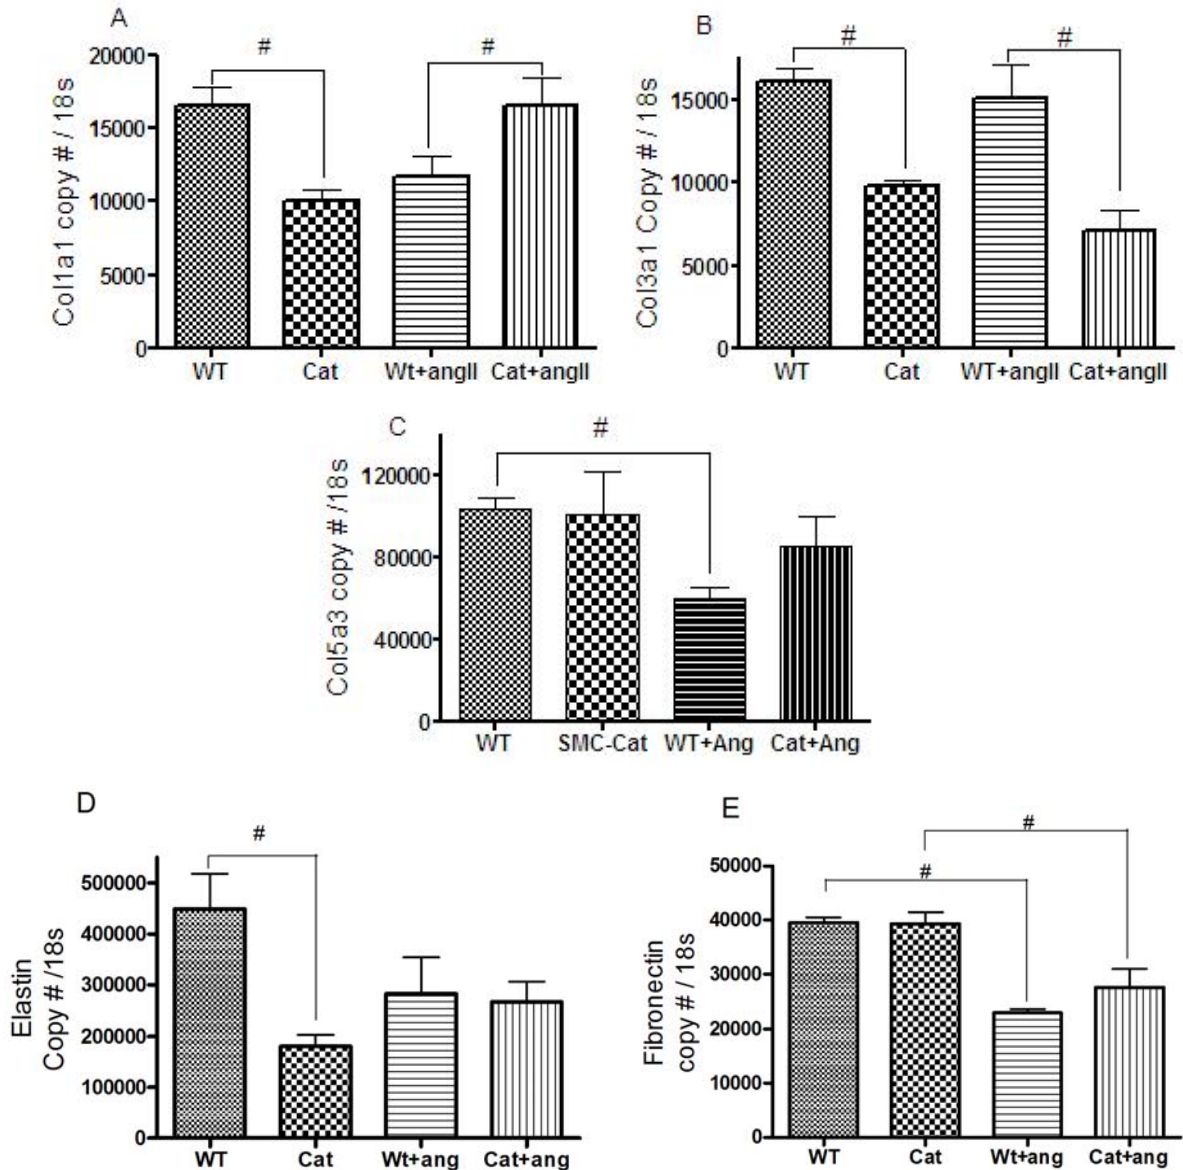 A
Col1a1 copy # / 18s
20000
15000
10000
5000
0
#
#
WT
Cat
Wt+angII
Cat+angII
B
Col3a1 Copy # / 18s
15000
10000
5000
0
#
#
WT
Cat
WT+angII
Cat+angII
C
Col5a3 copy # /18s
120000
80000
40000
0
#
WT
SMC-Cat
WT+Ang
Cat+Ang
D
Elastin
Copy # /18s
500000
400000
300000
200000
100000
0
#
WT
Cat
Wt+ang
Cat+ang
E
Fibronectin
copy # / 18s
50000
40000
30000
20000
10000
0
#
#
WT
Cat
Wt+ang
Cat+ang